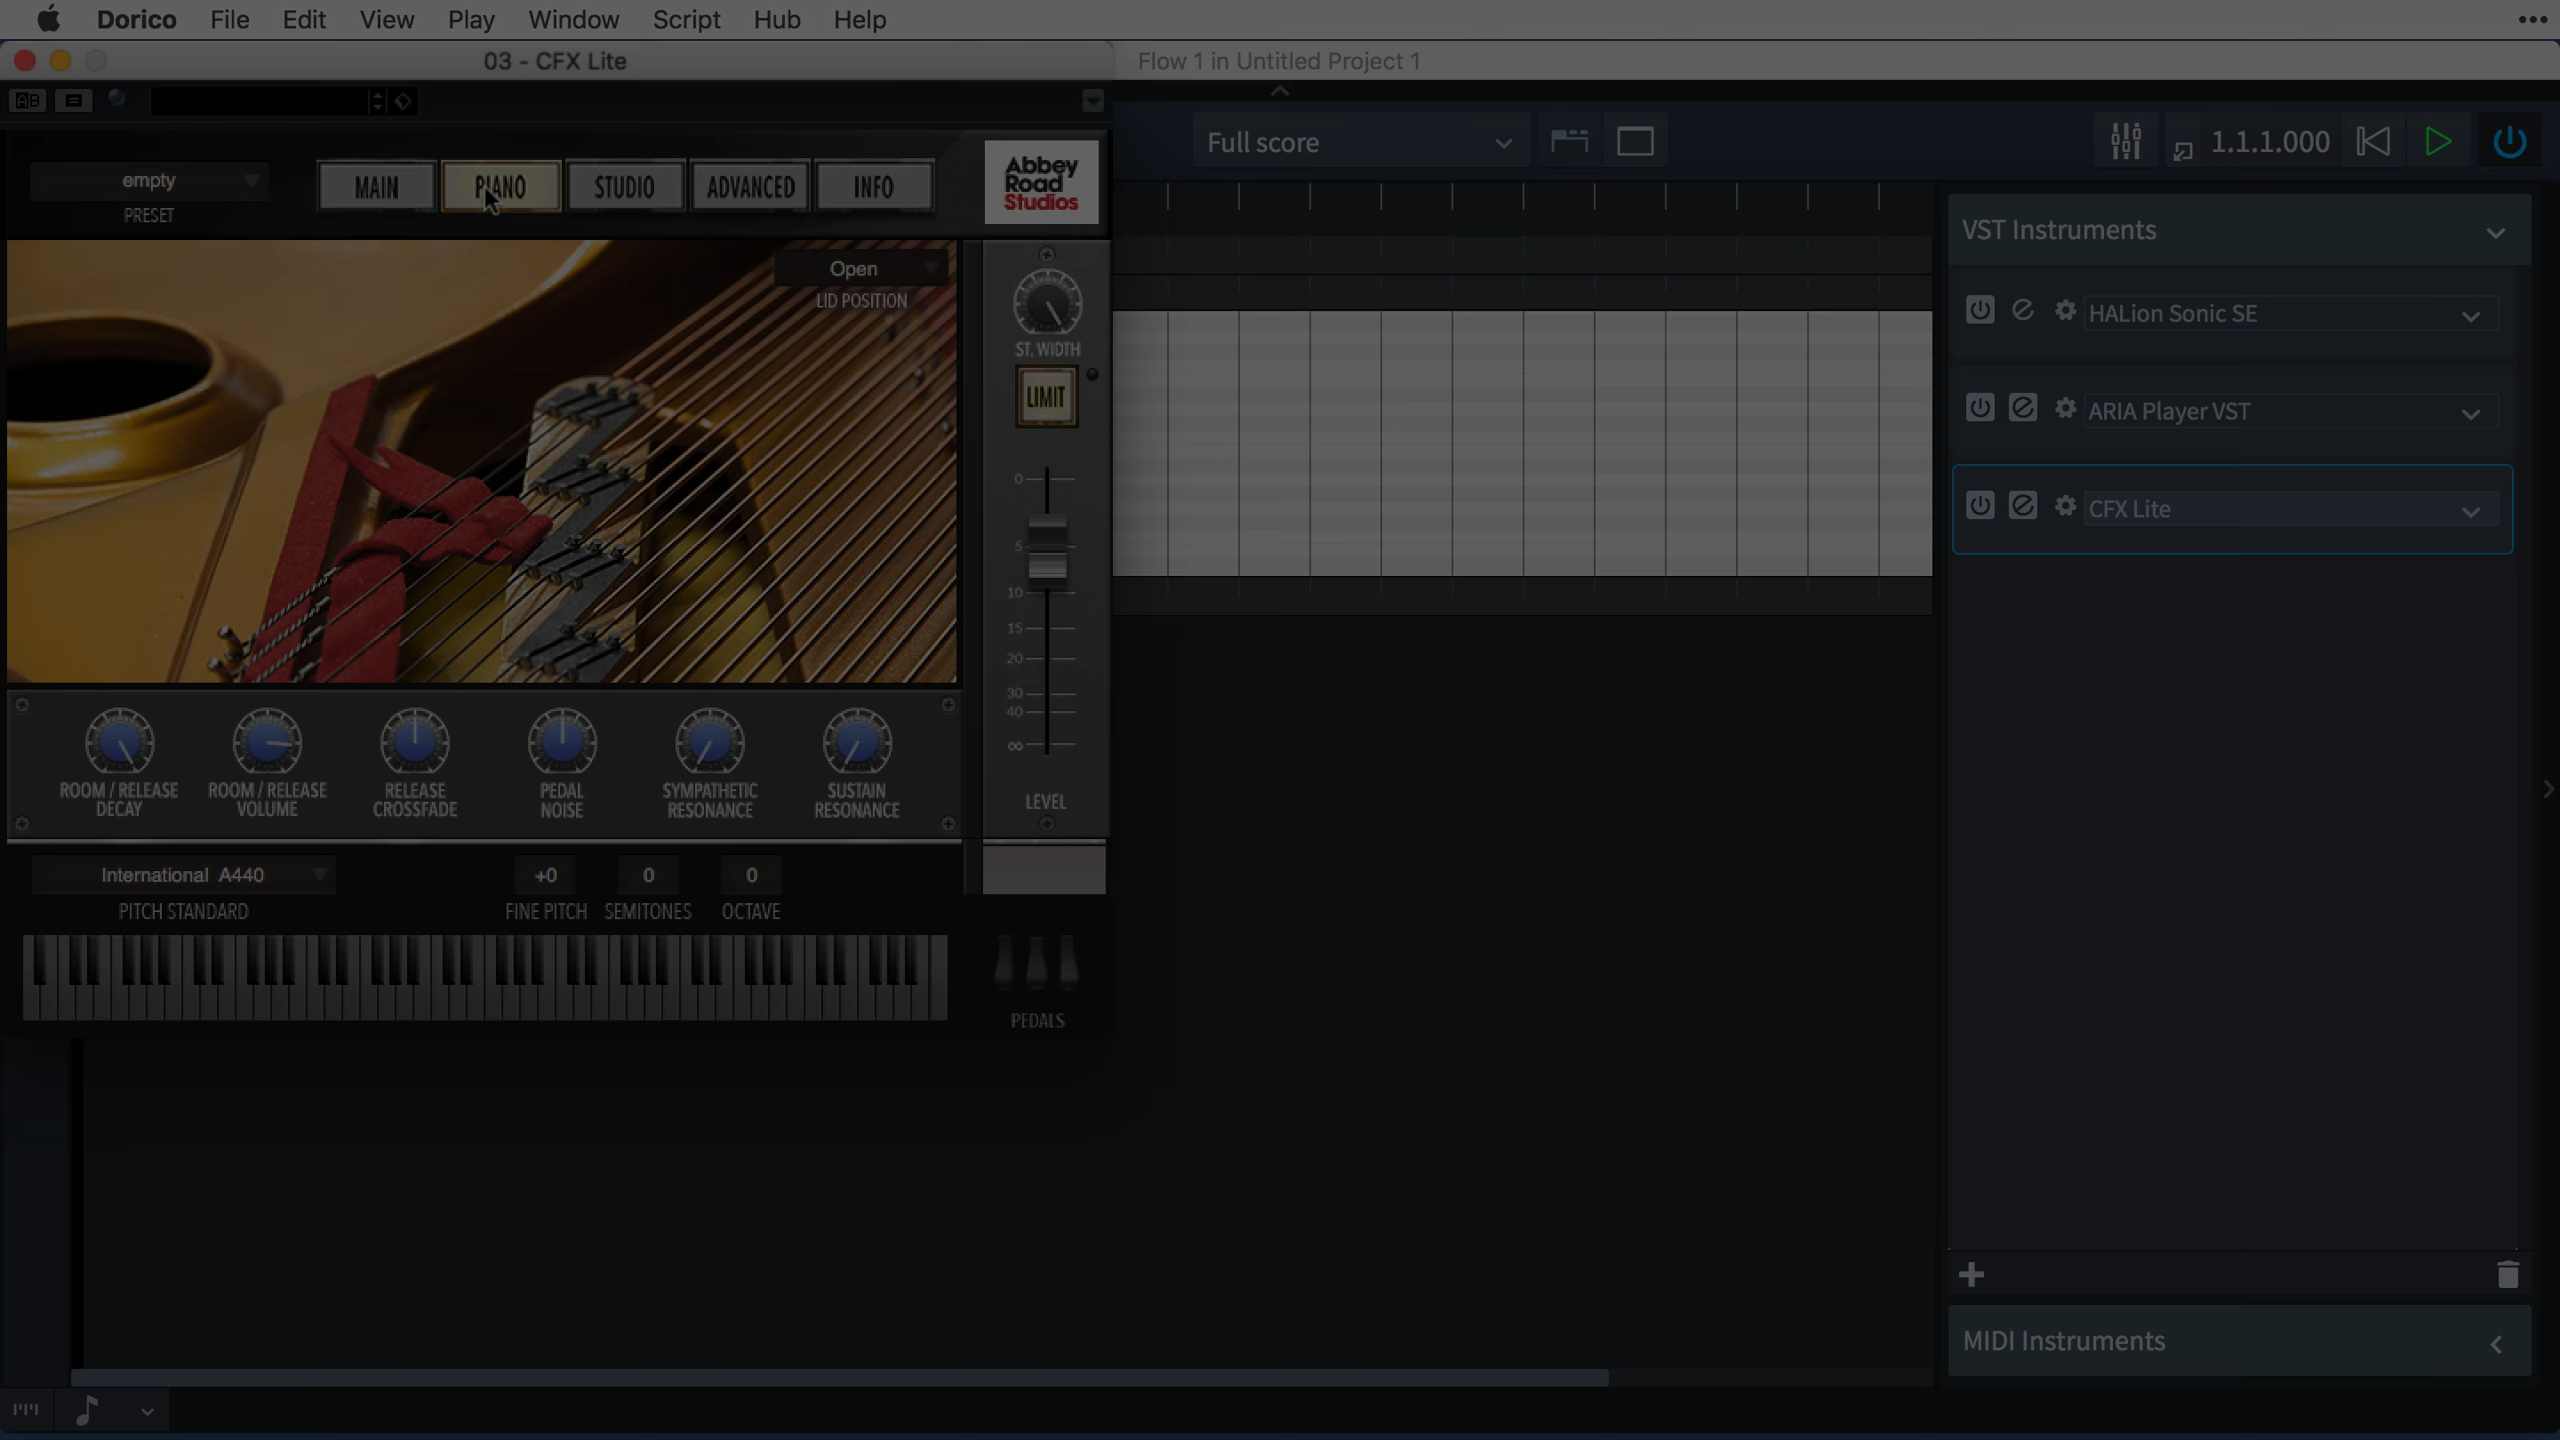 Dorico File Edit View Play Window Script Hub Help
03 - CFX Lite
Flow 1 in Untitled Project 1
Full score
1.1.1.000
empty
PRESET
MAIN PIANO STUDIO ADVANCED INFO
Abbey
Road
Studios
Open
LID POSITION
ST. WIDTH
LIMIT
0
5
10
15
20
30
40
∞
LEVEL
ROOM / RELEASE
DECAY
ROOM / RELEASE
VOLUME
RELEASE
CROSSFADE
PEDAL
NOISE
SYMPATHETIC
RESONANCE
SUSTAIN
RESONANCE
International A440
PITCH STANDARD
+0
FINE PITCH
0
SEMITONES
0
OCTAVE
PEDALS
VST Instruments
HALion Sonic SE
ARIA Player VST
CFX Lite
MIDI Instruments